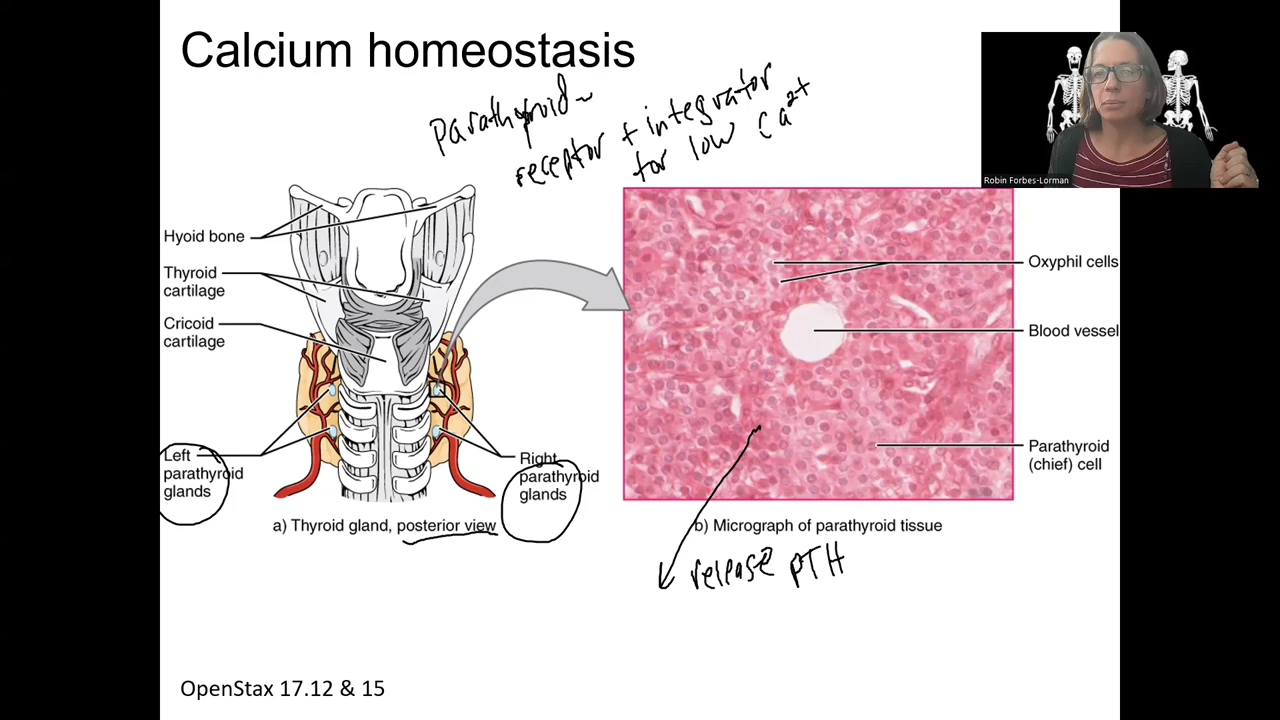 Calcium homeostasis
Parathyroid~
receptor + integrator
for low Ca²⁺
Robin Forbes-Lorman
Hyoid bone
Thyroid
cartilage
Cricoid
cartilage
Left
parathyroid
glands
Right
parathyroid
glands
a) Thyroid gland, posterior view
Oxyphil cells
Blood vessel
Parathyroid
(chief) cell
b) Micrograph of parathyroid tissue
release PTH
OpenStax 17.12 & 15